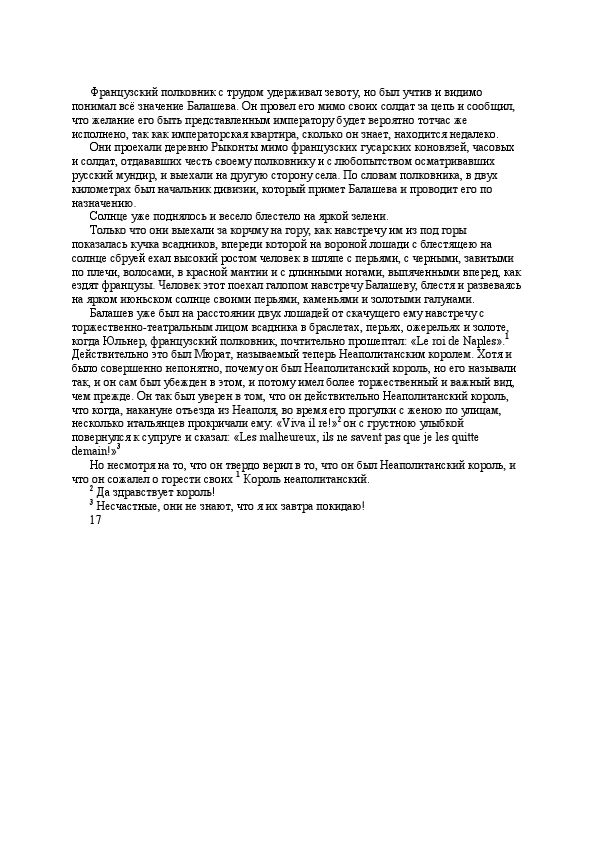 Французский полковник с трудом удерживал зевоту, но был учтив и видимо
понимал всё значение Балашева. Он провел его мимо своих солдат за цепь и сообщил,
что желание его быть представленным императору будет вероятно тотчас же
исполнено, так как императорская квартира, сколько он знает, находится недалеко.
Они проехали деревню Рыконты мимо французских гусарских коновязей, часовых
и солдат, отдававших честь своему полковнику и с любопытством осматривавших
русский мундир, и выехали на другую сторону села. По словам полковника, в двух
километрах был начальник дивизии, который примет Балашева и проводит его по
назначению.
Солнце уже поднялось и весело блестело на яркой зелени.
Только что они выехали за корчму на гору, как навстречу им из под горы
показалась кучка всадников, впереди которой на вороной лошади с блестящею на
солнце сбруей ехал высокий ростом человек в шляпе с перьями, с черными, завитыми
по плечи, волосами, в красной мантии и с длинными ногами, выпяченными вперед, как
ездят французы. Человек этот поехал галопом навстречу Балашеву, блестя и развеваясь
на ярком июньском солнце своими перьями, каменьями и золотыми галунами.
Балашев уже был на расстоянии двух лошадей от скачущего ему навстречу с
торжественно-театральным лицом всадника в браслетах, перьях, ожерельях и золоте,
когда Юльнер, французский полковник, почтительно прошептал: «Le roi de Naples».1
Действительно это был Мюрат, называемый теперь Неаполитанским королем. Хотя и
было совершенно непонятно, почему он был Неаполитанский король, но его называли
так, и он сам был убежден в этом, и потому имел более торжественный и важный вид,
чем прежде. Он так был уверен в том, что он действительно Неаполитанский король,
что когда, накануне отъезда из Неаполя, во время его прогулки с женою по улицам,
несколько итальянцев прокричали ему: «Viva il re!»2 он с грустною улыбкой
повернулся к супруге и сказал: «Les malheureux, ils ne savent pas que je les quitte
demain!»3
Но несмотря на то, что он твердо верил в то, что он был Неаполитанский король, и
что он сожалел о горести своих 1 Король неаполитанский.
2 Да здравствует король!
3 Несчастные, они не знают, что я их завтра покидаю!
17